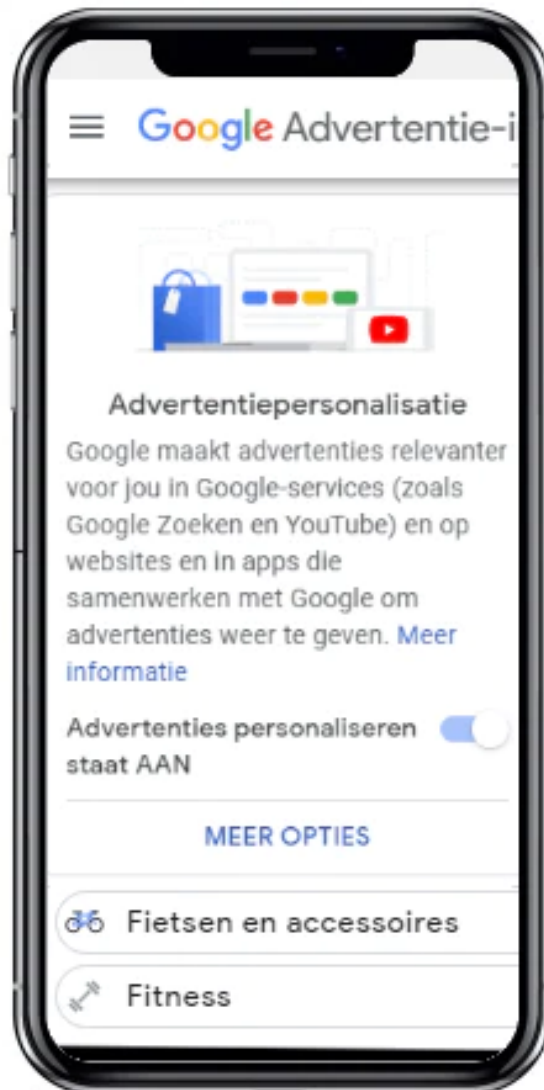 Google Advertentie-i
Advertentiepersonalisatie
Google maakt advertenties relevanter
voor jou in Google-services (zoals
Google Zoeken en YouTube) en op
websites en in apps die
samenwerken met Google om
advertenties weer te geven. Meer
informatie
Advertenties personaliseren
staat AAN
MEER OPTIES
Fietsen en accessoires
Fitness